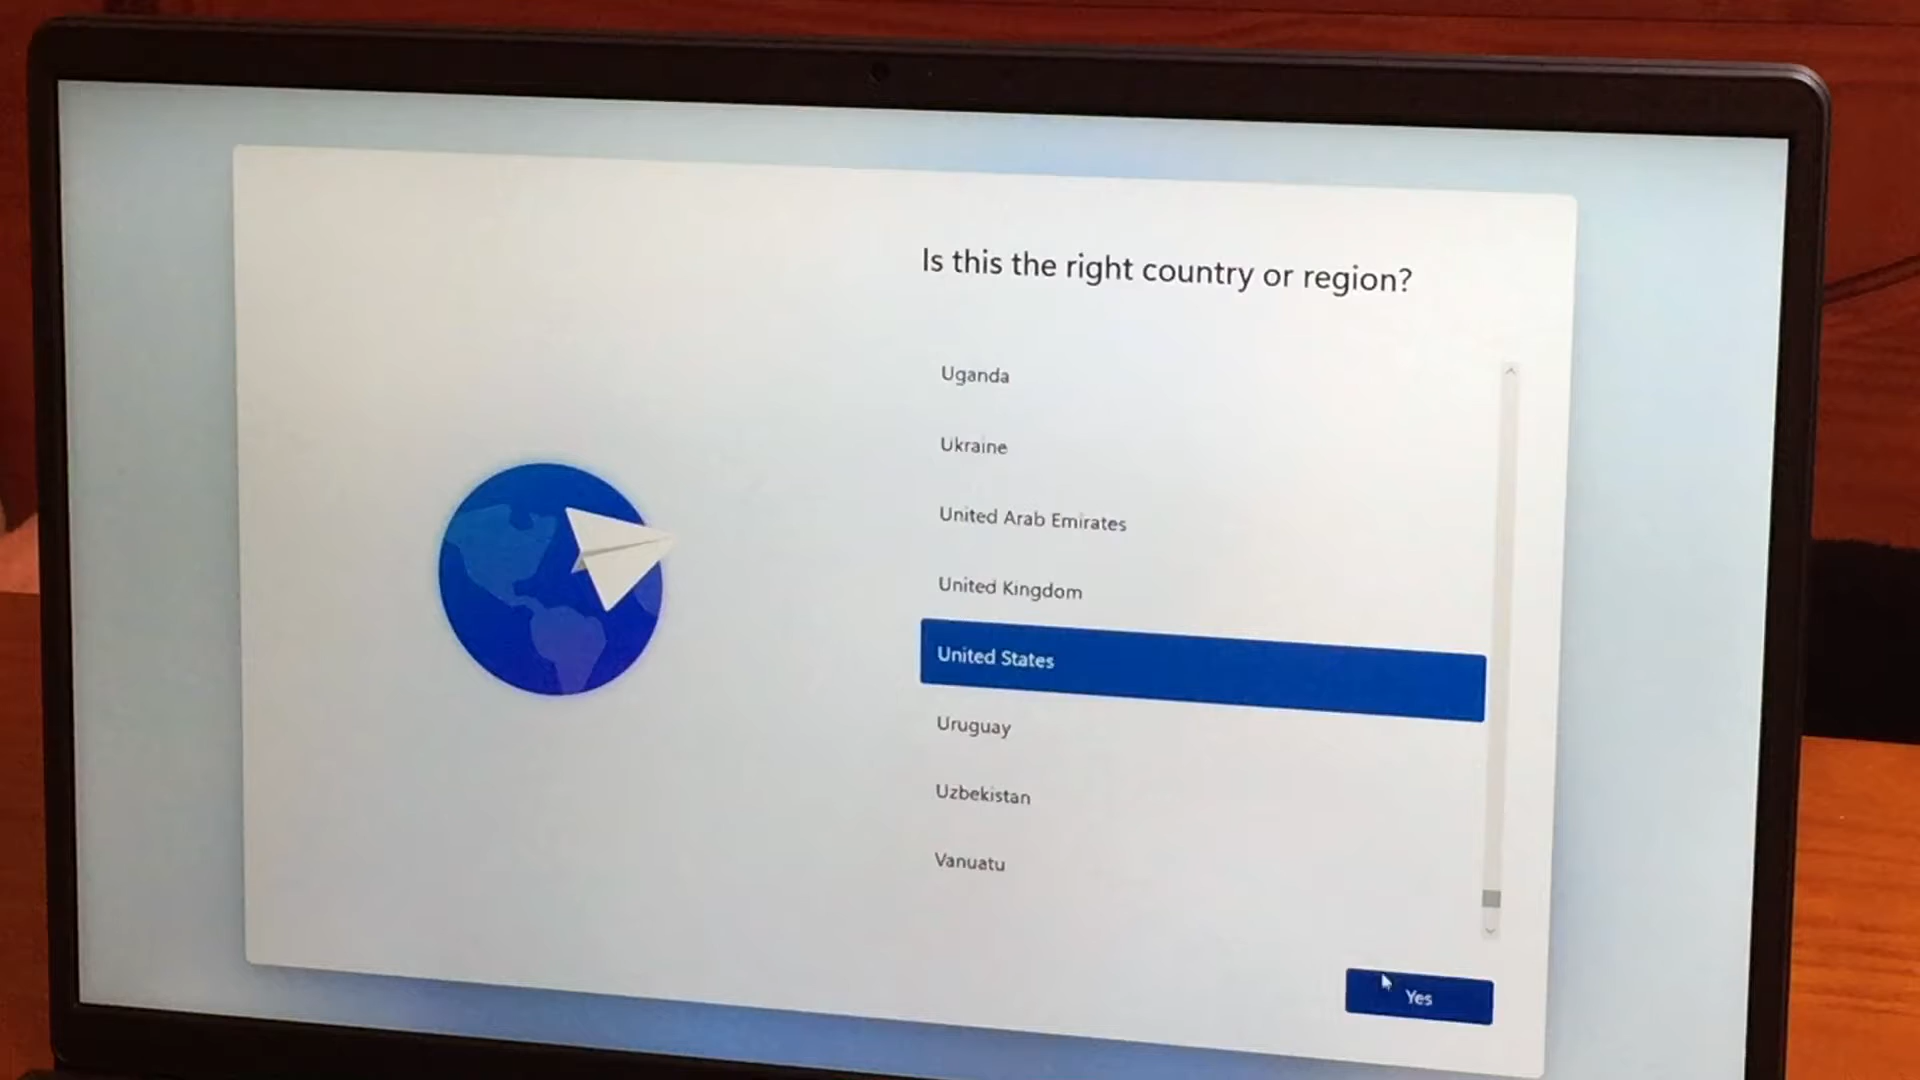 Is this the right country or region?
Uganda
Ukraine
United Arab Emirates
United Kingdom
United States
Uruguay
Uzbekistan
Vanuatu
Yes